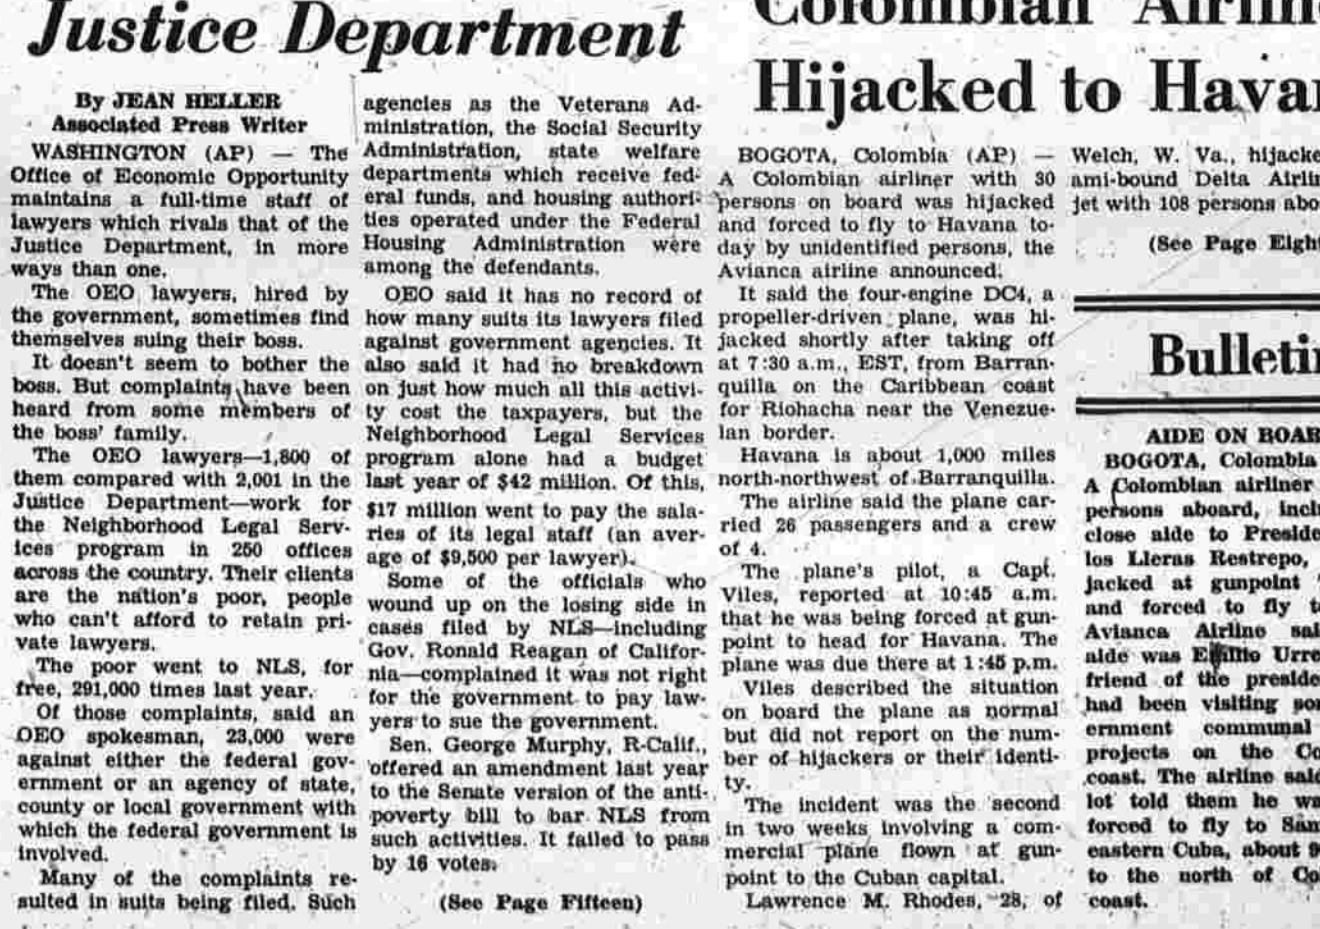 Justice Department
By JEAN HELLER
Associated Press Writer
WASHINGTON (AP) — The
Office of Economic Opportunity
maintains a full-time staff of
lawyers which rivals that of the
Justice Department, in more
ways than one.
The OEO lawyers, hired by
the government, sometimes find
themselves suing their boss.
It doesn't seem to bother the
boss. But complaints have been
heard from some members of
the boss' family.
The OEO lawyers—1,800 of
them compared with 2,001 in the
Justice Department—work for
the Neighborhood Legal Serv-
ices program in 250 offices
across the country. Their clients
are the nation's poor, people
who can't afford to retain pri-
vate lawyers.
The poor went to NLS, for
free, 291,000 times last year.
Of those complaints, said an
OEO spokesman, 23,000 were
against either the federal gov-
ernment or an agency of state,
county or local government with
which the federal government is
involved.
Many of the complaints re-
sulted in suits being filed. Such
agencies as the Veterans Ad-
ministration, the Social Security
Administration, state welfare
departments which receive fed-
eral funds, and housing authori-
ties operated under the Federal
Housing Administration were
among the defendants.
OEO said it has no record of
how many suits its lawyers filed
against government agencies. It
also said it had no breakdown
on just how much all this activi-
ty cost the taxpayers, but the
Neighborhood Legal Services
program alone had a budget
last year of $42 million. Of this,
$17 million went to pay the sala-
ries of its legal staff (an aver-
age of $9,500 per lawyer).
Some of the officials who
wound up on the losing side in
cases filed by NLS—including
Gov. Ronald Reagan of Califor-
nia—complained it was not right
for the government to pay law-
yers to sue the government.
Sen. George Murphy, R-Calif.,
offered an amendment last year
to the Senate version of the anti-
poverty bill to bar NLS from
such activities. It failed to pass
by 16 votes.
(See Page Fifteen)
Colombian Airlin
Hijacked to Hava
BOGOTA, Colombia (AP) —
A Colombian airliner with 30
persons on board was hijacked
and forced to fly to Havana to-
day by unidentified persons, the
Avianca airline announced.
It said the four-engine DC4, a
propeller-driven plane, was hi-
jacked shortly after taking off
at 7:30 a.m., EST, from Barran-
quilla on the Caribbean coast
for Riohacha near the Venezue-
lan border.
Havana is about 1,000 miles
north-northwest of Barranquilla.
The airline said the plane car-
ried 26 passengers and a crew
of 4.
The plane's pilot, a Capt.
Viles, reported at 10:45 a.m.
that he was being forced at gun-
point to head for Havana. The
plane was due there at 1:45 p.m.
Viles described the situation
on board the plane as normal
but did not report on the num-
ber of hijackers or their identi-
ty.
The incident was the second
in two weeks involving a com-
mercial plane flown at gun-
point to the Cuban capital.
Lawrence M. Rhodes, 28, of
Welch, W. Va., hijacke
ami-bound Delta Airlin
jet with 108 persons abo
(See Page Eight
Bulletin
AIDE ON BOAR
BOGOTA, Colombia
A Colombian airliner
persons aboard, incl
close aide to Preside
los Lleras Restrepo,
jacked at gunpoint
and forced to fly t
Avianca Airline sai
aide was Emilio Urre
friend of the preside
had been visiting so
ernment communal
projects on the Co
coast. The airline said
lot told them he wa
forced to fly to San
eastern Cuba, about 9
to the north of Co
coast.